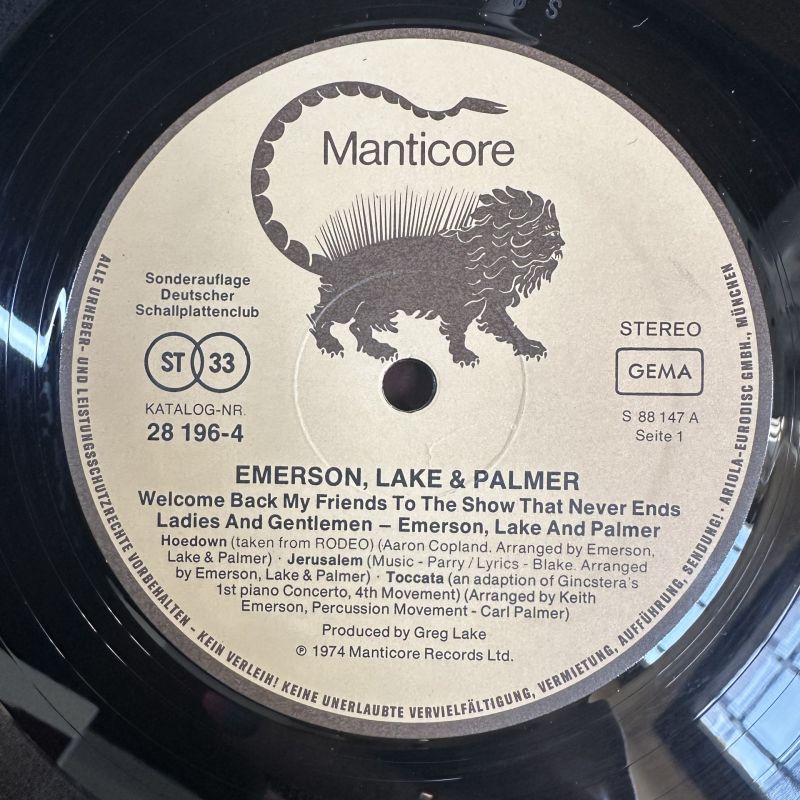 Manticore
Sonderauflage
Deutscher
Schallplattenclub
ST 33
KATALOG-NR.
28 196-4
STEREO
GEMA
S 88 147 A
Seite 1
EMERSON, LAKE & PALMER
Welcome Back My Friends To The Show That Never Ends
Ladies And Gentlemen – Emerson, Lake And Palmer
Hoedown (taken from RODEO) (Aaron Copland. Arranged by Emerson,
Lake & Palmer) · Jerusalem (Music - Parry / Lyrics - Blake. Arranged
by Emerson, Lake & Palmer) · Toccata (an adaption of Gincstera's
1st piano Concerto, 4th Movement) (Arranged by Keith
Emerson, Percussion Movement - Carl Palmer)
Produced by Greg Lake
℗ 1974 Manticore Records Ltd.
ALLE URHEBER- UND LEISTUNGSSCHUTZRECHTE VORBEHALTEN - KEIN VERLEIH! KEINE UNERLAUBTE VERVIELFÄLTIGUNG, VERMIETUNG, AUFFÜHRUNG, SENDUNG! · ARIOLA-EURODISC GMBH., MÜNCHEN